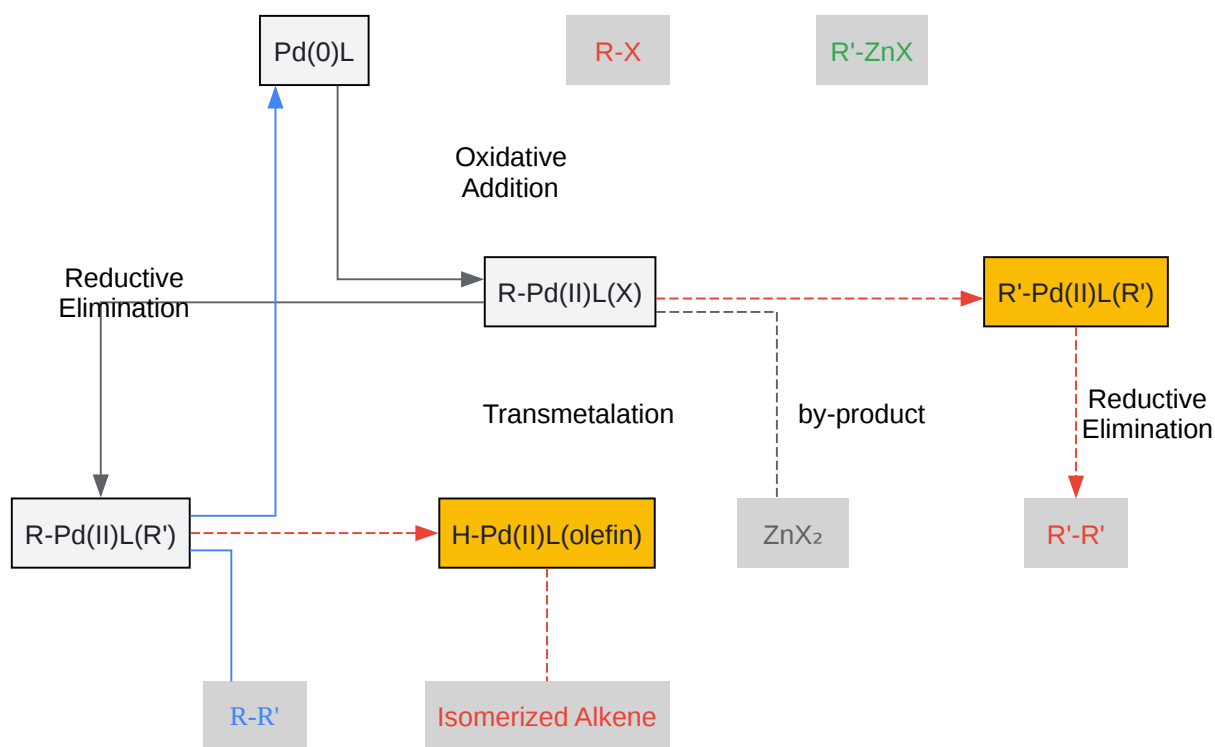 Pd(0)L
R-X
R'-ZnX
Oxidative
Addition
Reductive
Elimination
R-Pd(II)L(X)
R'-Pd(II)L(R')
Transmetalation
by-product
Reductive
Elimination
R-Pd(II)L(R')
H-Pd(II)L(olefin)
ZnX₂
R'-R'
R-R'
Isomerized Alkene